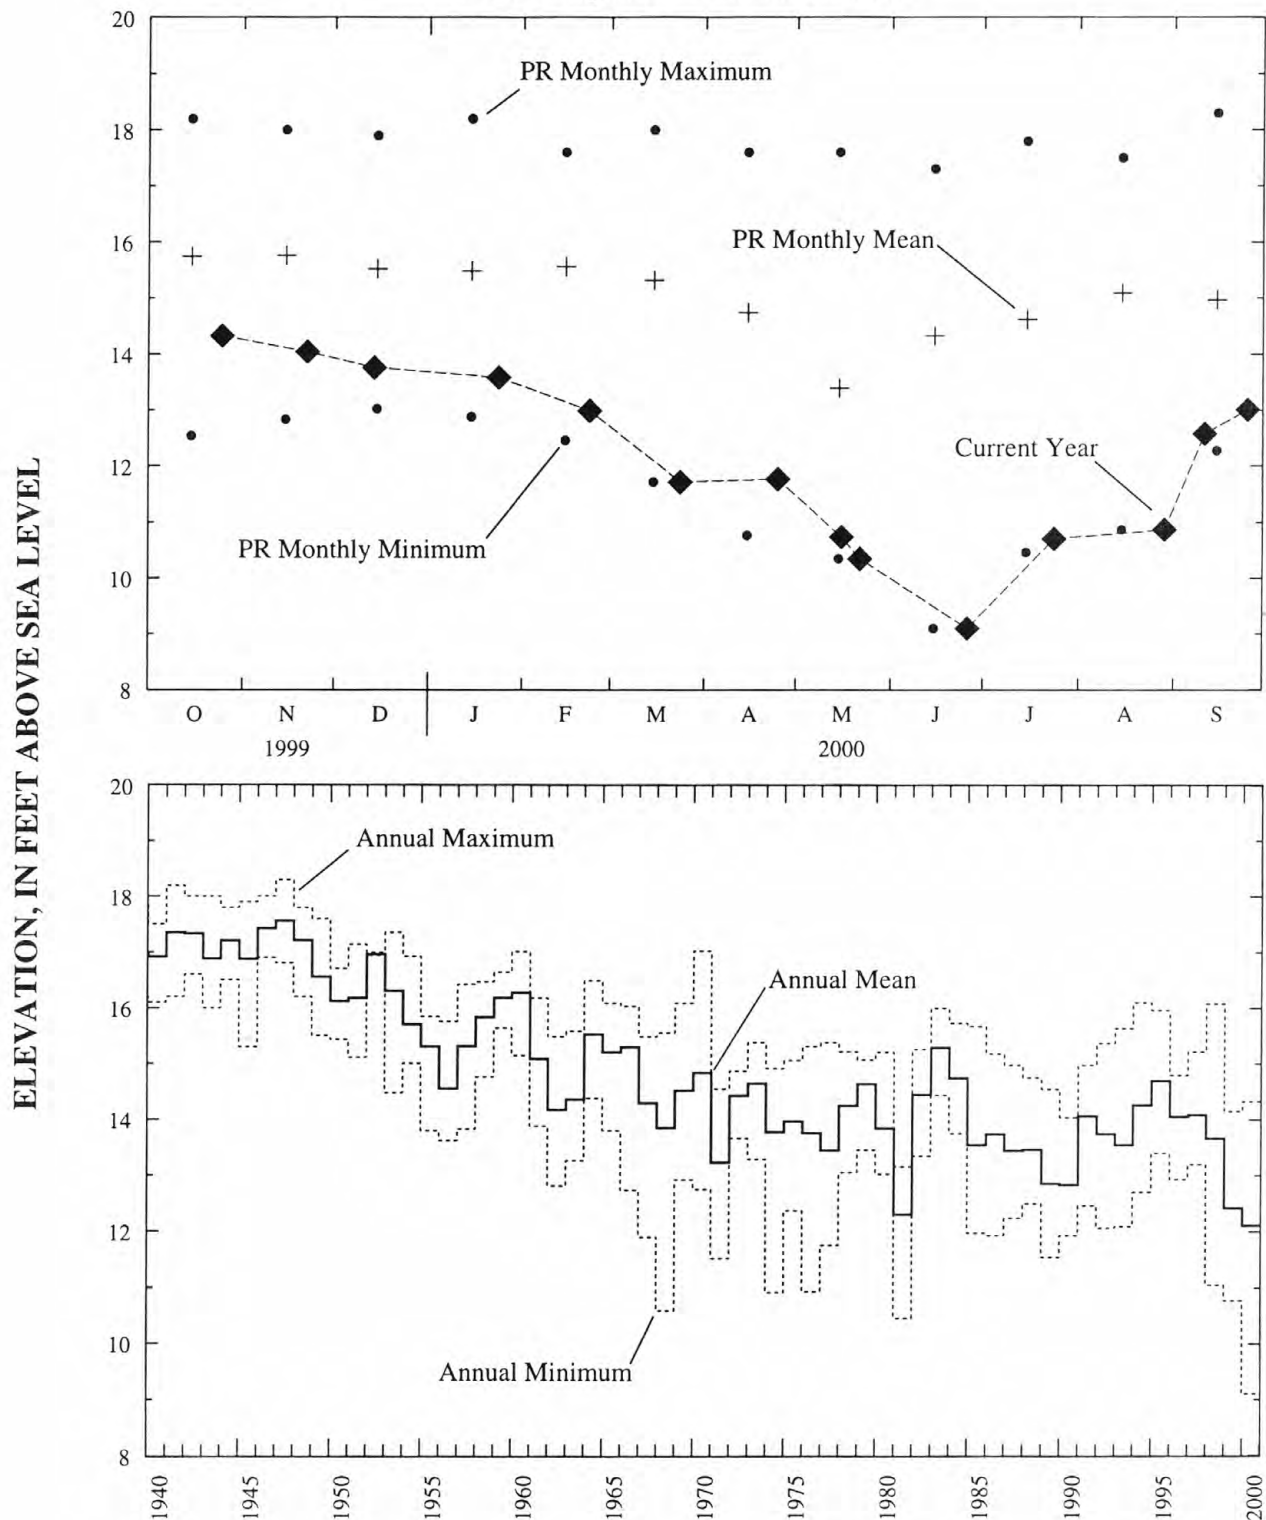 ELEVATION, IN FEET ABOVE SEA LEVEL
20
PR Monthly Maximum
18
16
PR Monthly Mean
14
Current Year
12
PR Monthly Minimum
10
8
O N D J F M A M J J A S
1999 2000
20
Annual Maximum
18
16
Annual Mean
14
12
10
Annual Minimum
8
1940 1945 1950 1955 1960 1965 1970 1975 1980 1985 1990 1995 2000